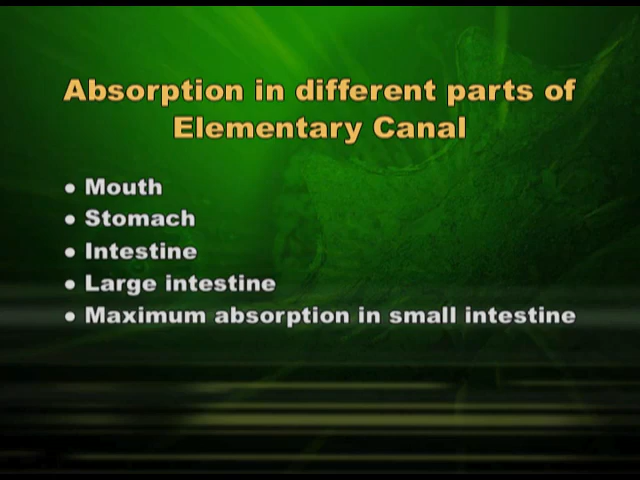 Absorption in different parts of
Elementary Canal
• Mouth
• Stomach
• Intestine
• Large intestine
• Maximum absorption in small intestine